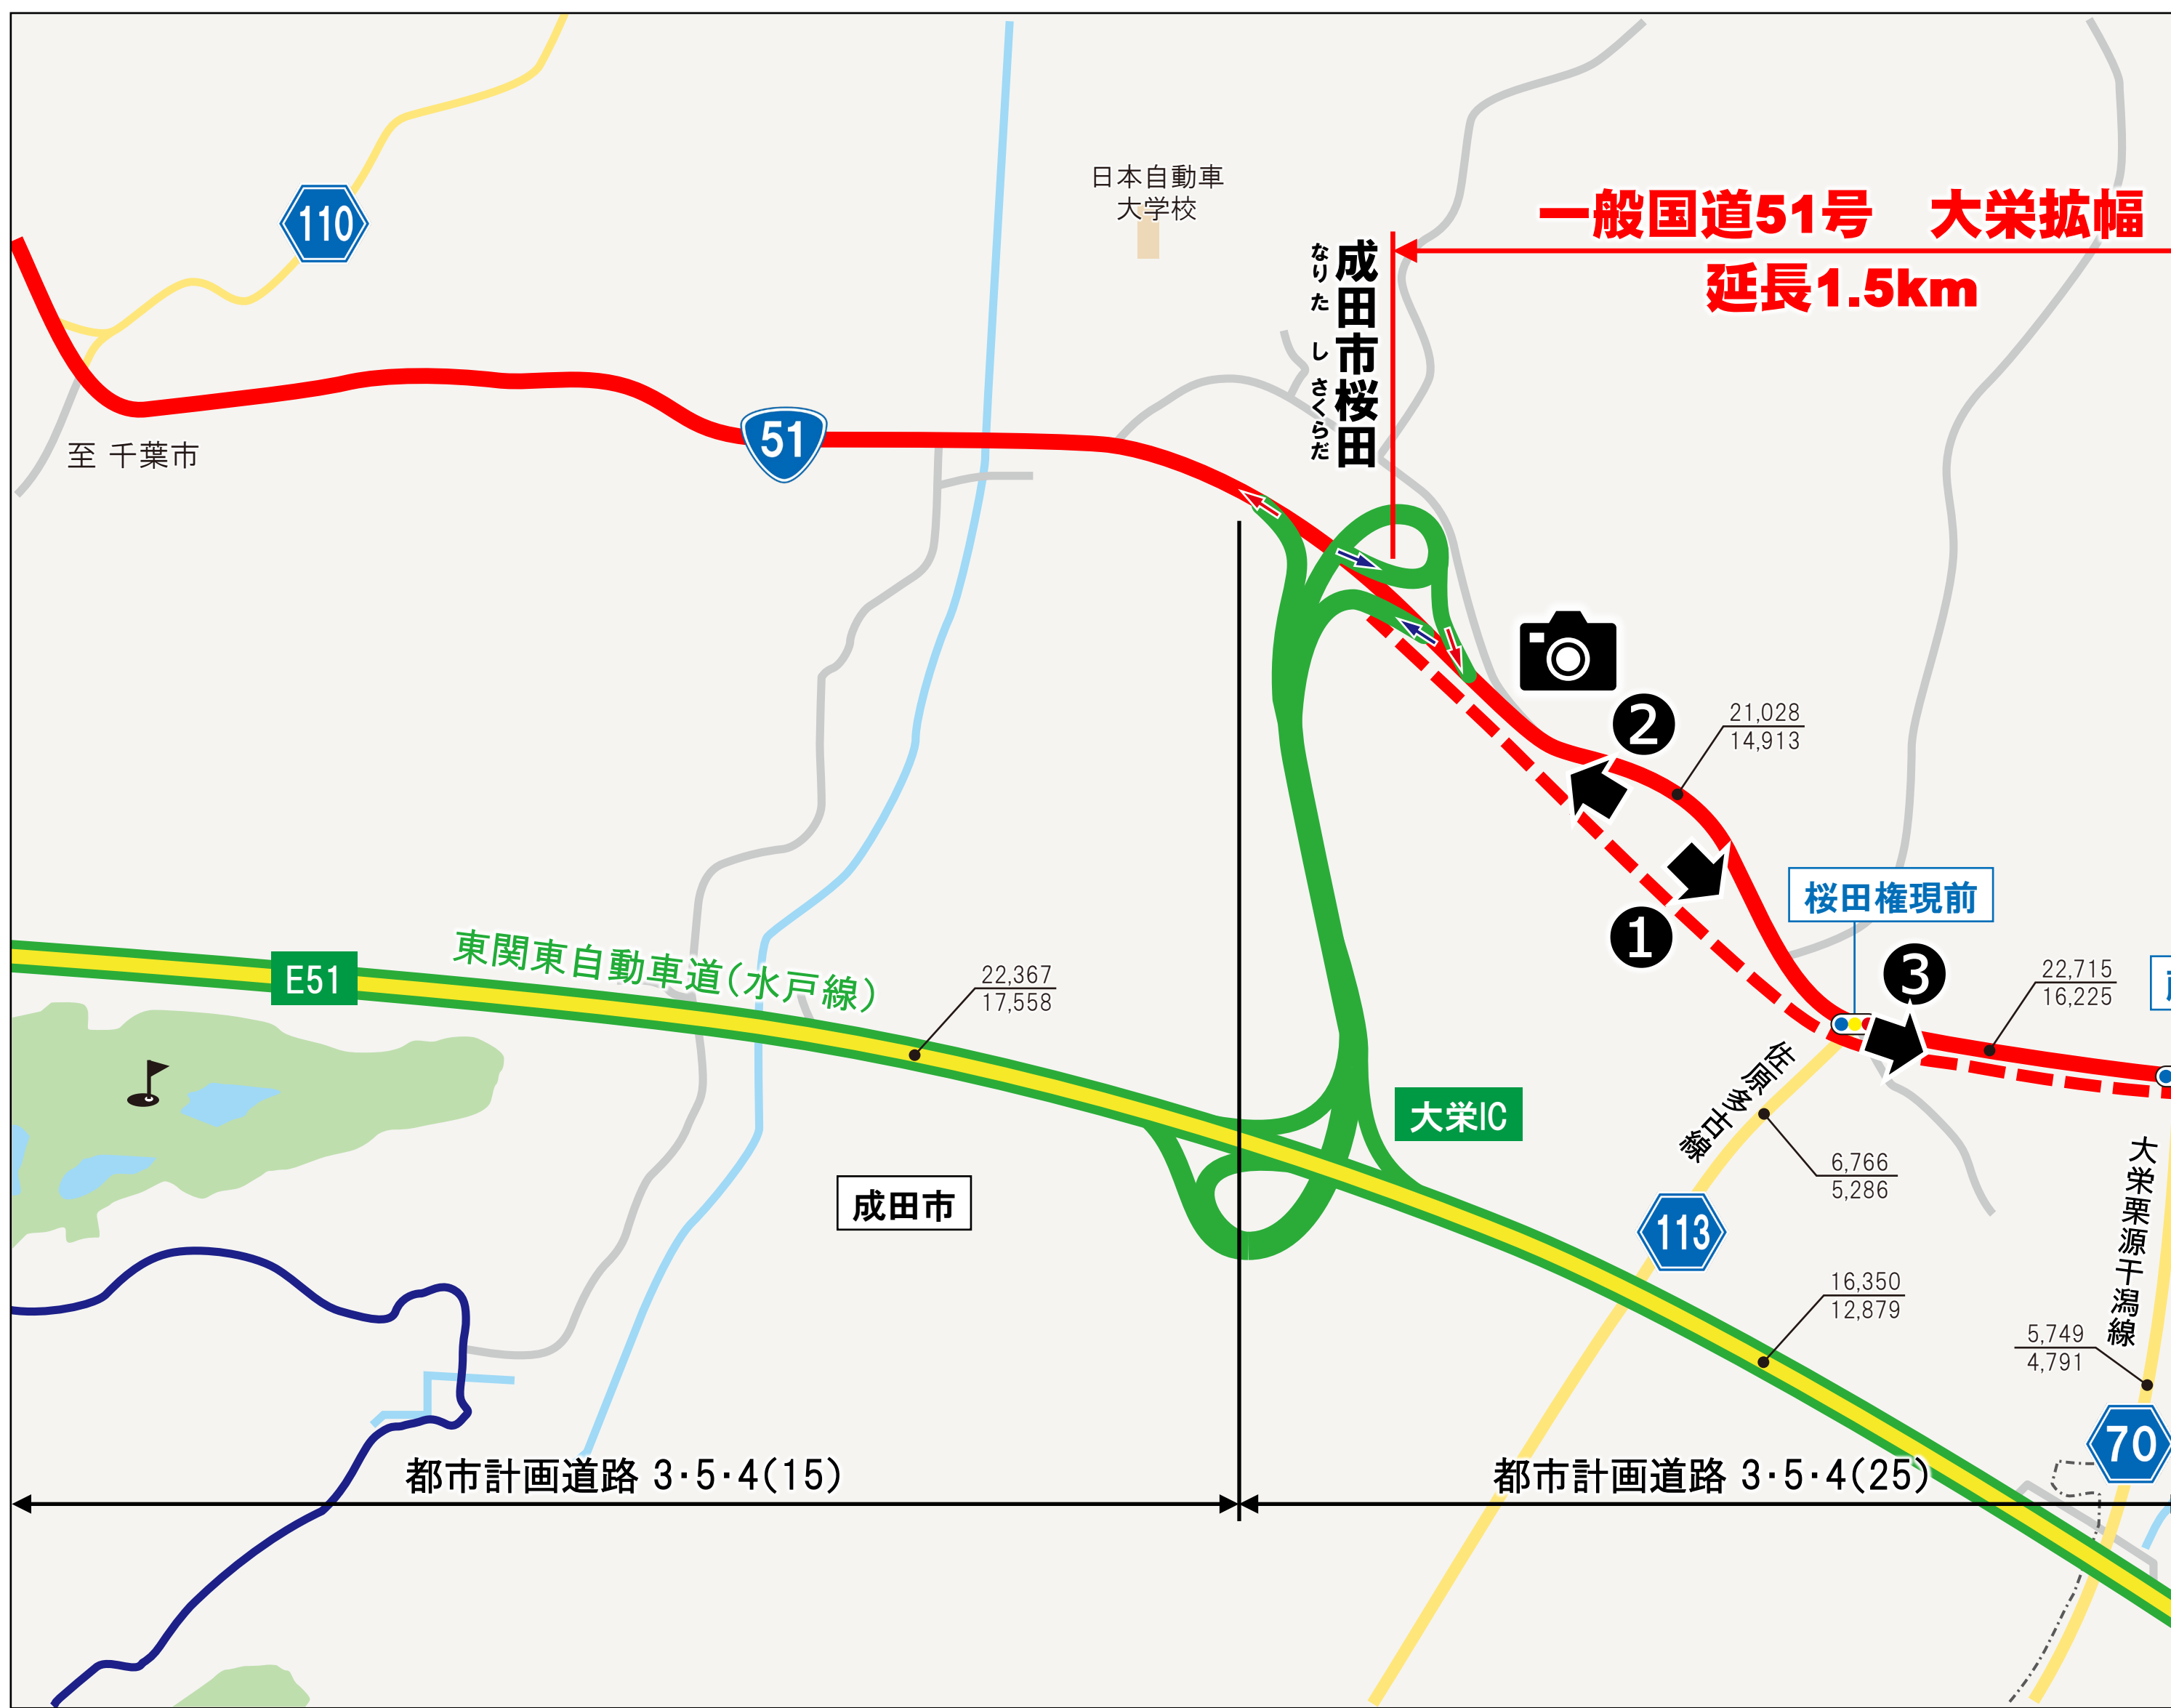 110
日本自動車
大学校
一般国道51号　大栄拡幅
延長1.5km
成田市桜田
なりた し さくらだ
至 千葉市
51
2
21,028
14,913
桜田権現前
1
3
22,715
16,225
東関東自動車道(水戸線)
E51
22,367
17,558
佐原多古線
大栄IC
6,766
5,286
大栄栗源干潟線
成田市
113
16,350
12,879
5,749
4,791
70
都市計画道路 3・5・4(15)
都市計画道路 3・5・4(25)